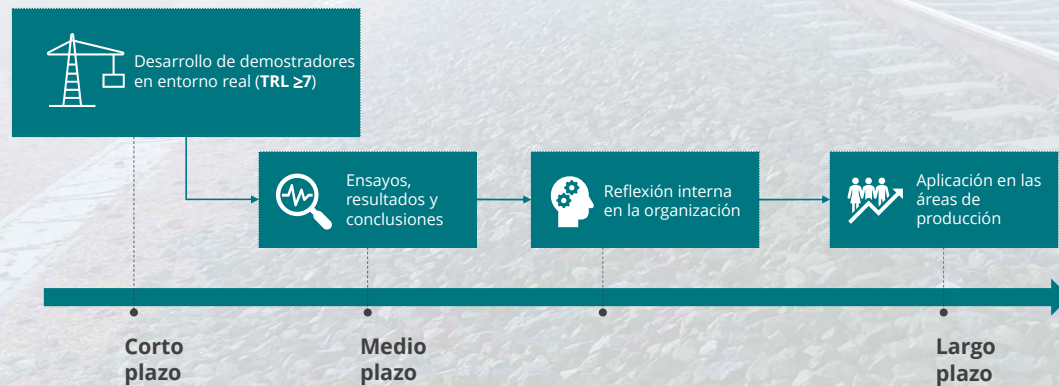 Desarrollo de demostradores
en entorno real (TRL ≥7)
Ensayos,
resultados y
conclusiones
Reflexión interna
en la organización
Aplicación en las
áreas de
producción
Corto
plazo
Medio
plazo
Largo
plazo